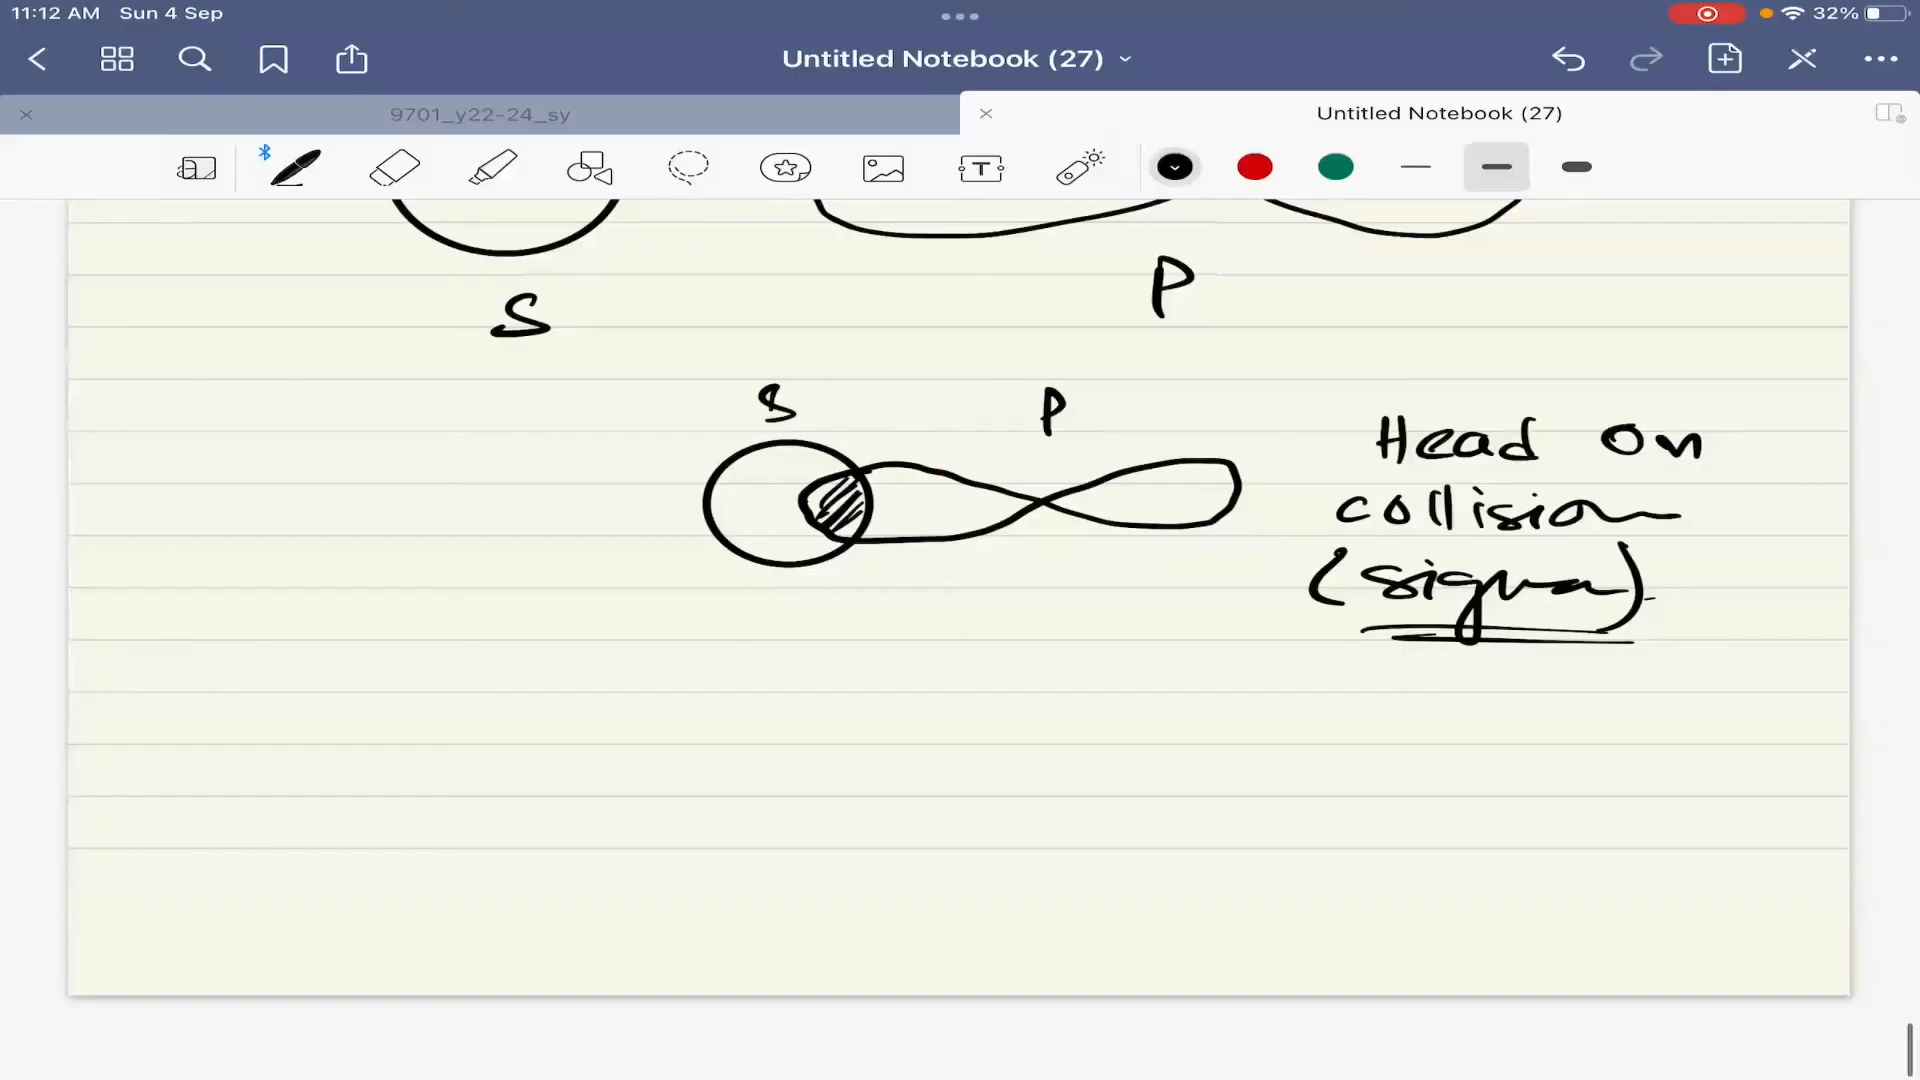 11:12 AM Sun 4 Sep
32%
Untitled Notebook (27)
9701_y22-24_sy
Untitled Notebook (27)
a
T
S
P
S
P
Head on
collision
(sigma)